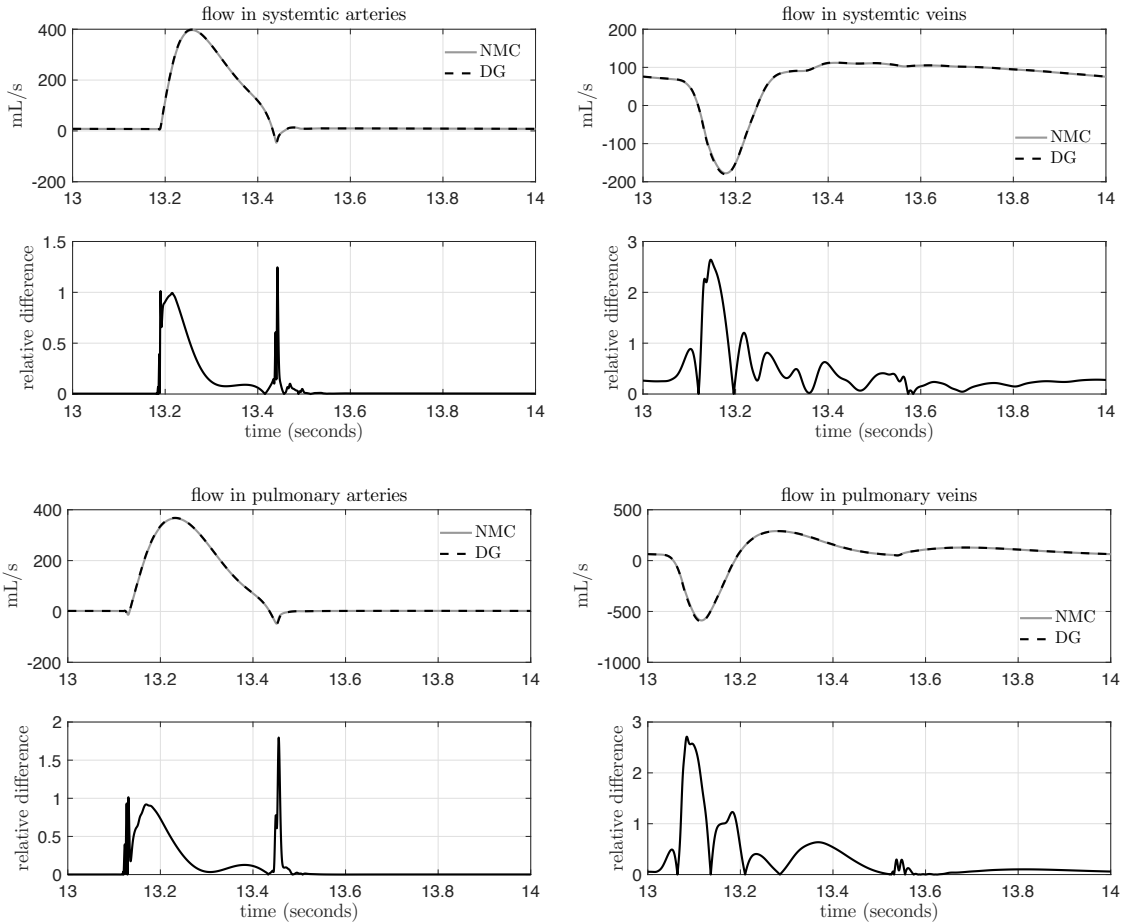 flow in systemtic arteries
400
200
0
-200
mL/s
NMC
DG
13 13.2 13.4 13.6 13.8 14
1.5
1
0.5
0
relative difference
13 13.2 13.4 13.6 13.8 14
time (seconds)
flow in systemtic veins
200
100
0
-100
-200
mL/s
NMC
DG
13 13.2 13.4 13.6 13.8 14
3
2
1
0
relative difference
13 13.2 13.4 13.6 13.8 14
time (seconds)
flow in pulmonary arteries
400
200
0
-200
mL/s
NMC
DG
13 13.2 13.4 13.6 13.8 14
2
1.5
1
0.5
0
relative difference
13 13.2 13.4 13.6 13.8 14
time (seconds)
flow in pulmonary veins
500
0
-500
-1000
mL/s
NMC
DG
13 13.2 13.4 13.6 13.8 14
3
2
1
0
relative difference
13 13.2 13.4 13.6 13.8 14
time (seconds)